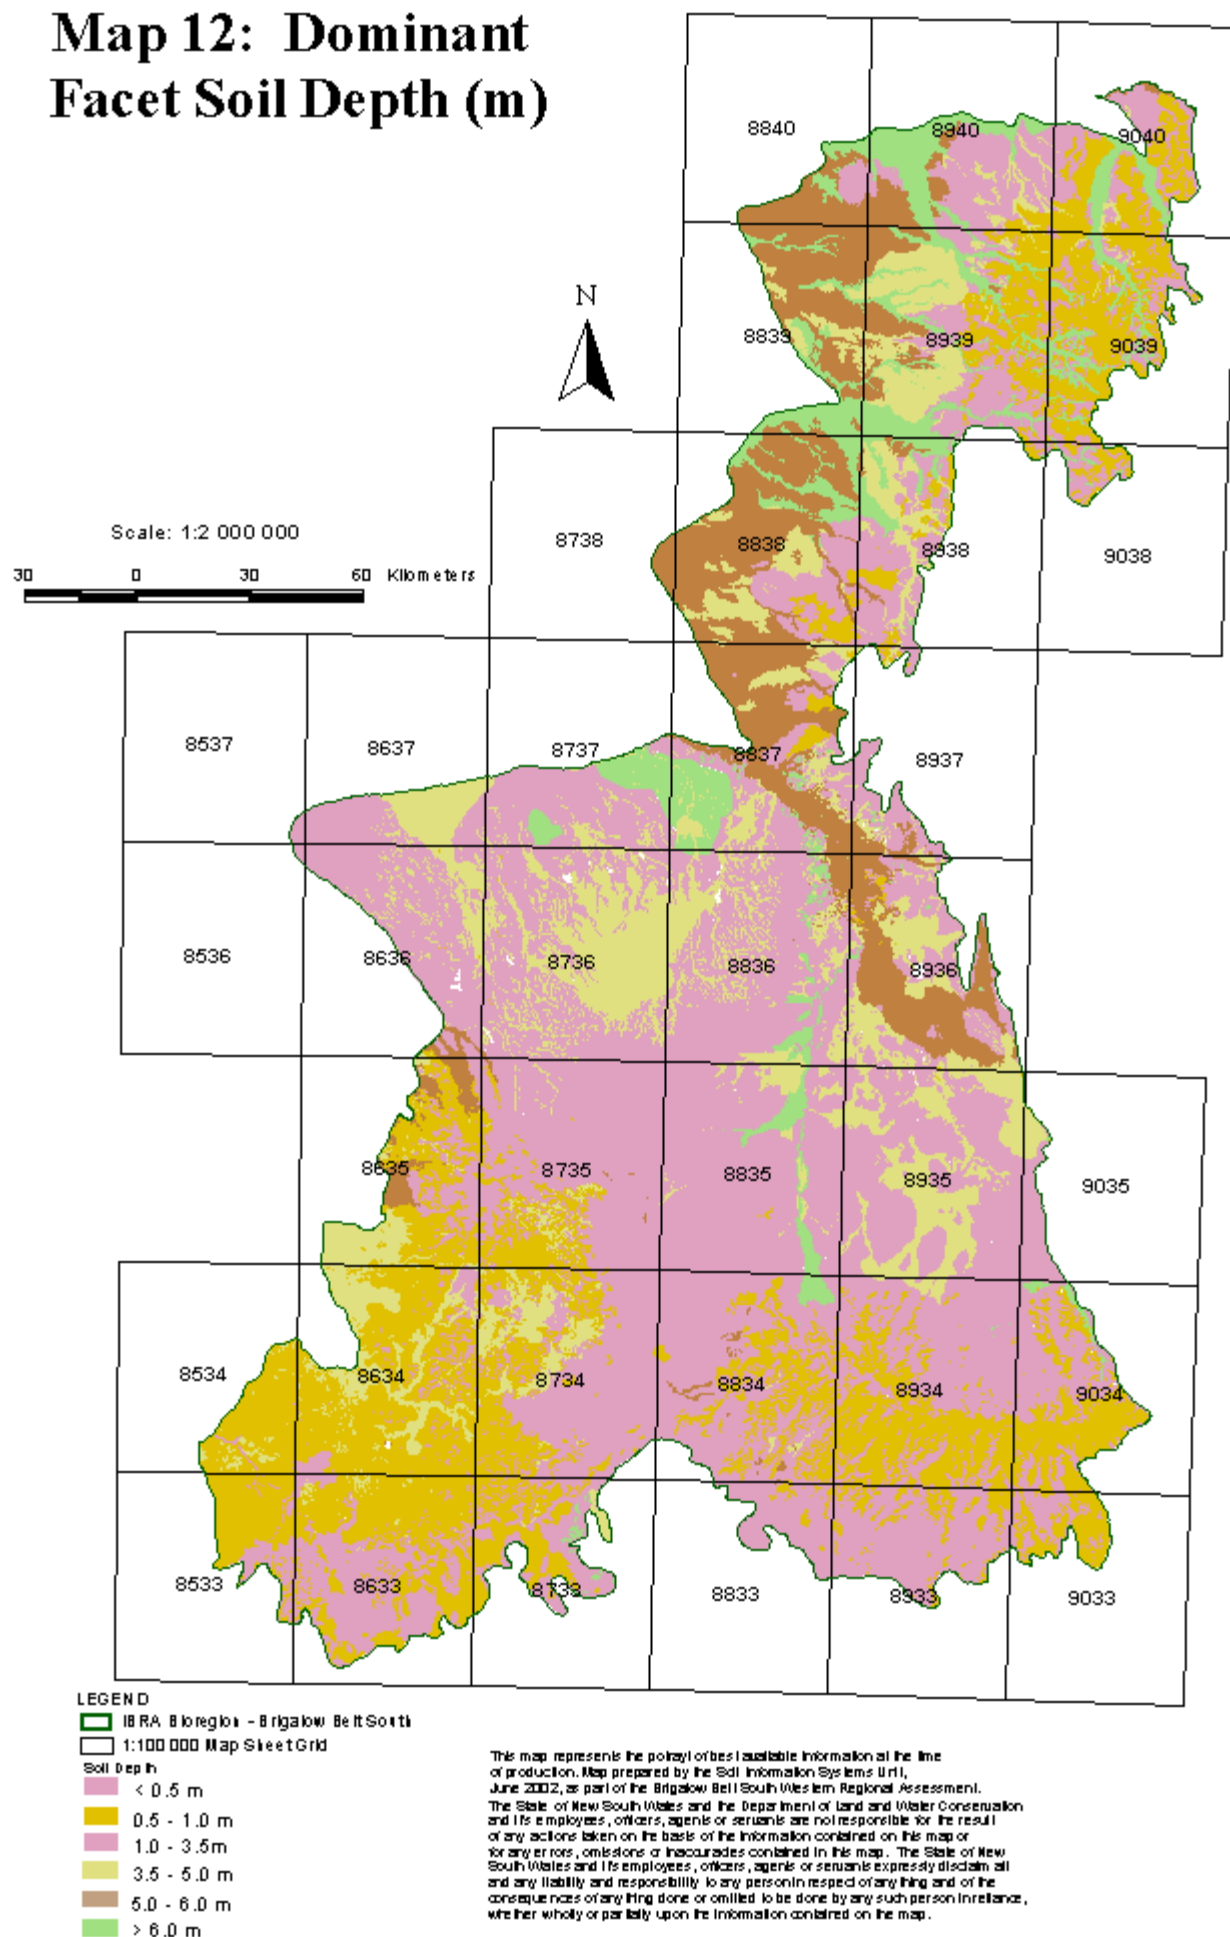 Map 12: Dominant
Facet Soil Depth (m)
8840
8940
9040
N
8839
8939
9039
Scale: 1:2 000 000
30 0 30 60 Kilometers
8738
8838
8938
9038
8537
8637
8737
8837
8937
8536
8636
8736
8836
8936
8635
8735
8835
8935
9035
8534
8634
8734
8834
8934
9034
8533
8633
8733
8833
8933
9033
LEGEND
IBRA Bioregion - Brigalow Belt South
1:100 000 Map Sheet Grid
Soil Depth
< 0.5 m
0.5 - 1.0 m
1.0 - 3.5m
3.5 - 5.0 m
5.0 - 6.0 m
> 6.0 m
This map represents the potrayl of best available information at the time
of production. Map prepared by the Soil Information Systems Unit,
June 2002, as part of the Brigalow Belt South Western Regional Assessment.
The State of New South Wales and the Department of Land and Water Conservation
and it's employees, officers, agents or servants are not responsible for the result
of any actions taken on the basis of the information contained on this map or
for any errors, omissions or inaccuracies contained in this map. The State of New
South Wales and it's employees, officers, agents or servants expressly disclaim all
and any liability and responsibility to any person in respect of any thing and of the
consequences of any thing done or omitted to be done by any such person in reliance,
whether wholly or partially upon the information contained on the map.